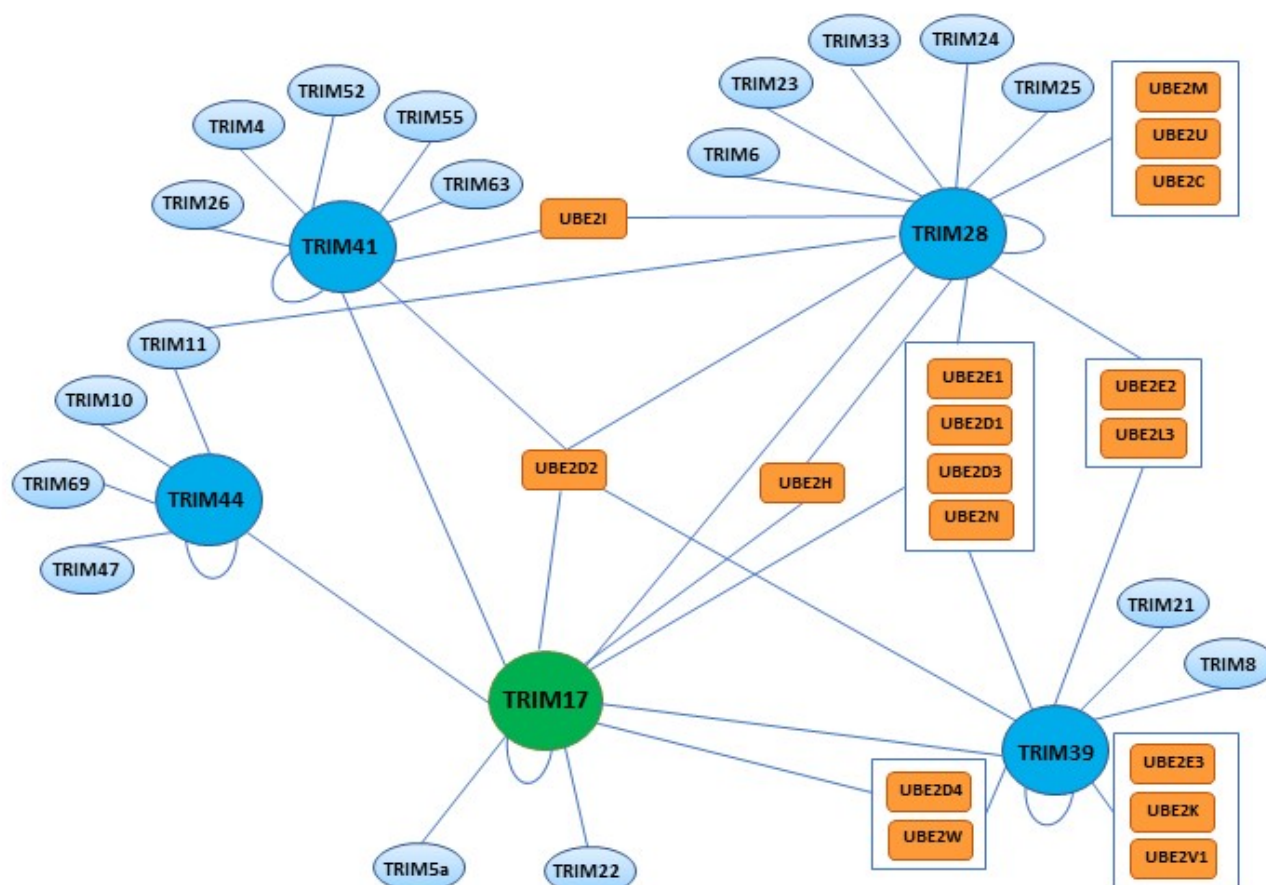 TRIM33
TRIM24
TRIM52
TRIM23
TRIM25
UBE2M
TRIM4
TRIM55
UBE2U
TRIM6
UBE2C
TRIM63
TRIM26
UBE2I
TRIM41
TRIM28
TRIM11
UBE2E1
UBE2E2
TRIM10
UBE2D1
UBE2L3
UBE2D2
UBE2H
UBE2D3
TRIM69
TRIM44
UBE2N
TRIM47
TRIM21
TRIM8
TRIM17
TRIM39
UBE2E3
UBE2D4
UBE2K
UBE2W
UBE2V1
TRIM5a
TRIM22